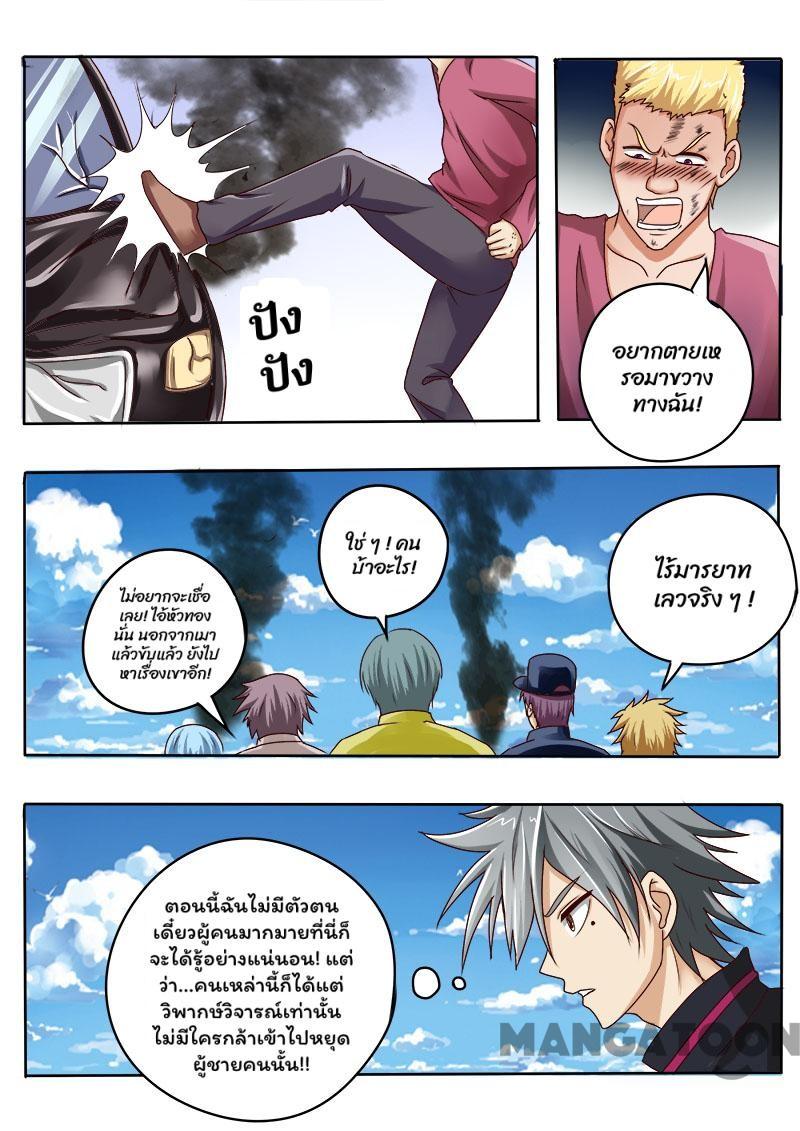 ปัง
ปัง
อยากตายเห
รอมาขวาง
ทางฉัน!
ไม่อยากจะเชื่อ
เลย! ไอ้หัวทอง
นั่น นอกจากเมา
แล้วขับแล้ว ยังไป
หาเรื่องเขาอีก!
ใช่ ๆ ! คน
บ้าอะไร!
ไร้มารยาท
เลวจริง ๆ !
ตอนนี้ฉันไม่มีตัวตน
เดี๋ยวผู้คนมากมายที่นี่ก็
จะได้รู้อย่างแน่นอน! แต่
ว่า...คนเหล่านี้ก็ได้แต่
วิพากษ์วิจารณ์เท่านั้น
ไม่มีใครกล้าเข้าไปหยุด
ผู้ชายคนนั้น!!
MANGATOON